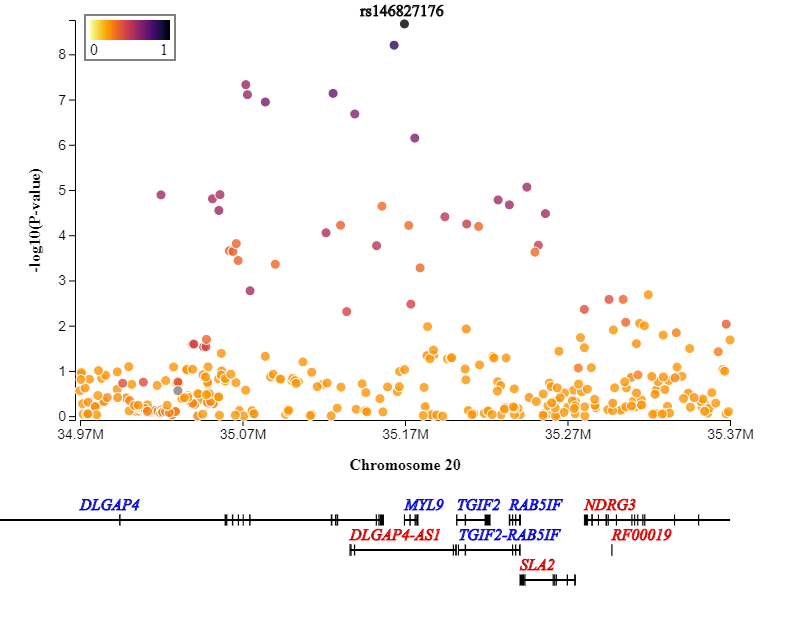 rs146827176
0 1
-log10(P-value)
8
7
6
5
4
3
2
1
0
34.97M 35.07M 35.17M 35.27M 35.37M
Chromosome 20
DLGAP4 MYL9 TGIF2 RAB5IF NDRG3
DLGAP4-AS1 TGIF2-RAB5IF RF00019
SLA2